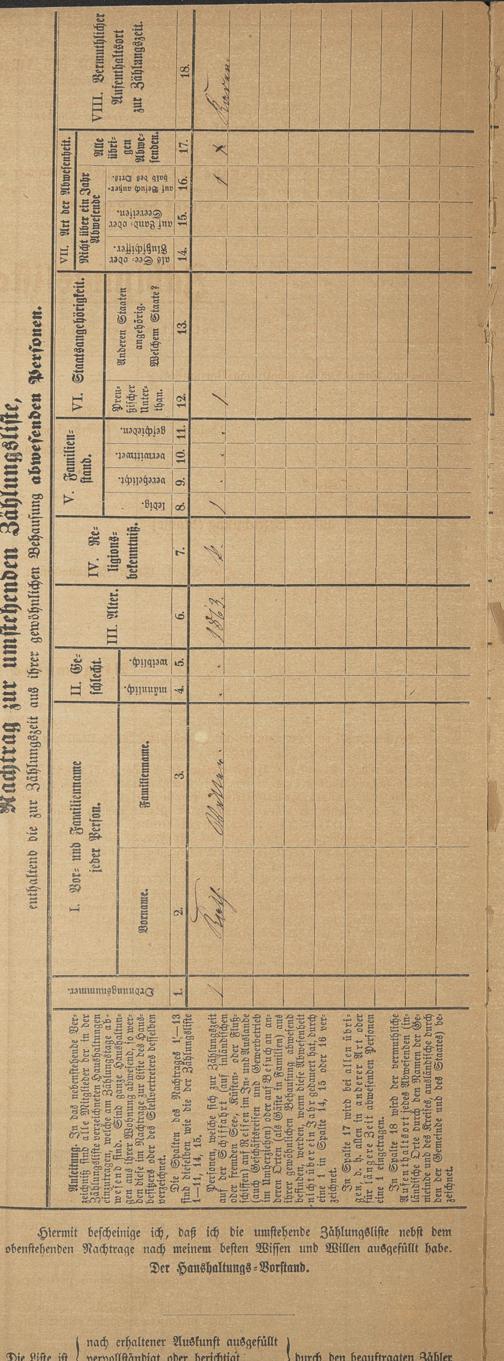 Nachtrag zur umstehenden Zählungsliste,
enthaltend die zur Zählungszeit aus ihrer gewöhnlichen Behausung abwesenden Personen.
Anleitung. In das nebenstehende Verzeichniß sind alle diejenigen Mitglieder der in der
Zählungsliste verzeichneten Haushaltungen
einzutragen, welche am Zählungstage abwesend sind. Sind ganze Haushaltungen aus ihrer Wohnung abwesend, so werden diese im Nachtrage zur Liste des Hausbesitzers oder des Stellvertreters desselben
verzeichnet.
Die Spalten des Nachtrages 1—13
sind dieselben wie die der Zählungsliste
1—11, 14, 15.
Personen, welche sich zur Zählungszeit
auf der Schiffahrt (auf inländischen
oder fremden See-, Küsten- oder Flußschiffen) auf Reisen im In- und Auslande
(auch Geschäftsreisen und Gewerbetrieb
im Umherziehen) oder auf Besuch an anderen Orten (als Gäste in Familien) aus
ihrer gewöhnlichen Behausung abwesend
befinden, werden, wenn diese Abwesenheit
nicht über ein Jahr gedauert hat, durch
eine 1 in Spalte 14, 15 oder 16 verzeichnet.
In Spalte 17 wird bei allen übrigen, d. h. allen in anderer Art oder
für längere Zeit abwesenden Personen
eine 1 eingetragen.
In Spalte 18 wird der vermuthliche
Aufenthaltsort jedes Abwesenden (inländische Orte durch den Namen der Gemeinde und des Kreises, ausländische durch
den der Gemeinde und des Staates) bezeichnet.
Ordnungsnummer.
I. Vor- und Familienname
jeder Person.
Vorname.
Familienname.
II. Geschlecht.
männlich.
weiblich.
III. Alter.
IV. Religionsbekenntniß.
V. Familienstand.
ledig.
verehelicht.
verwittwet.
geschieden.
VI. Staatsangehörigkeit.
Preußischer Unterthan.
Anderen Staaten
angehörig.
Welchem Staate?
VII. Art der Abwesenheit.
Nicht über ein Jahr
Abwesende
als See- oder
Flußschiffer.
auf Land- oder
Seereisen.
auf Besuch außerhalb des Orts.
Alle
übrigen
Abwesenden.
VIII. Vermuthlicher
Aufenthaltsort
zur Zählungszeit.
1. 2. 3. 4. 5. 6. 7. 8. 9. 10. 11. 12. 13. 14. 15. 16. 17. 18.
1 1863 1 1 1
Hiermit bescheinige ich, daß ich die umstehende Zählungsliste nebst dem
obenstehenden Nachtrage nach meinem besten Wissen und Willen ausgefüllt habe.
Der Haushaltungs-Vorstand.
Die Liste ist
nach erhaltener Auskunft ausgefüllt
vervollständigt oder berichtigt
durch den beauftragten Zähler